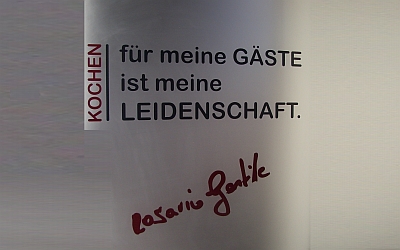 KOCHEN
für meine GÄSTE
ist meine
LEIDENSCHAFT.
Rosario Gentile